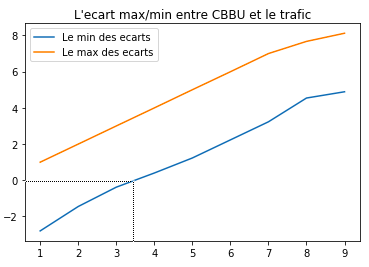 L'ecart max/min entre CBBU et le trafic
Le min des ecarts
Le max des ecarts
8
6
4
2
0
−2
1 2 3 4 5 6 7 8 9